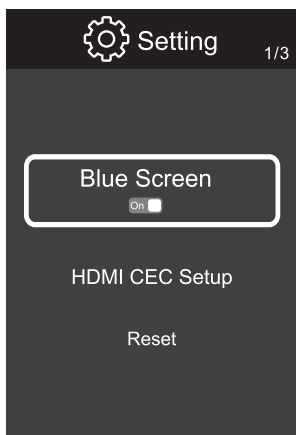 Setting
1/3
Blue Screen
On
HDMI CEC Setup
Reset